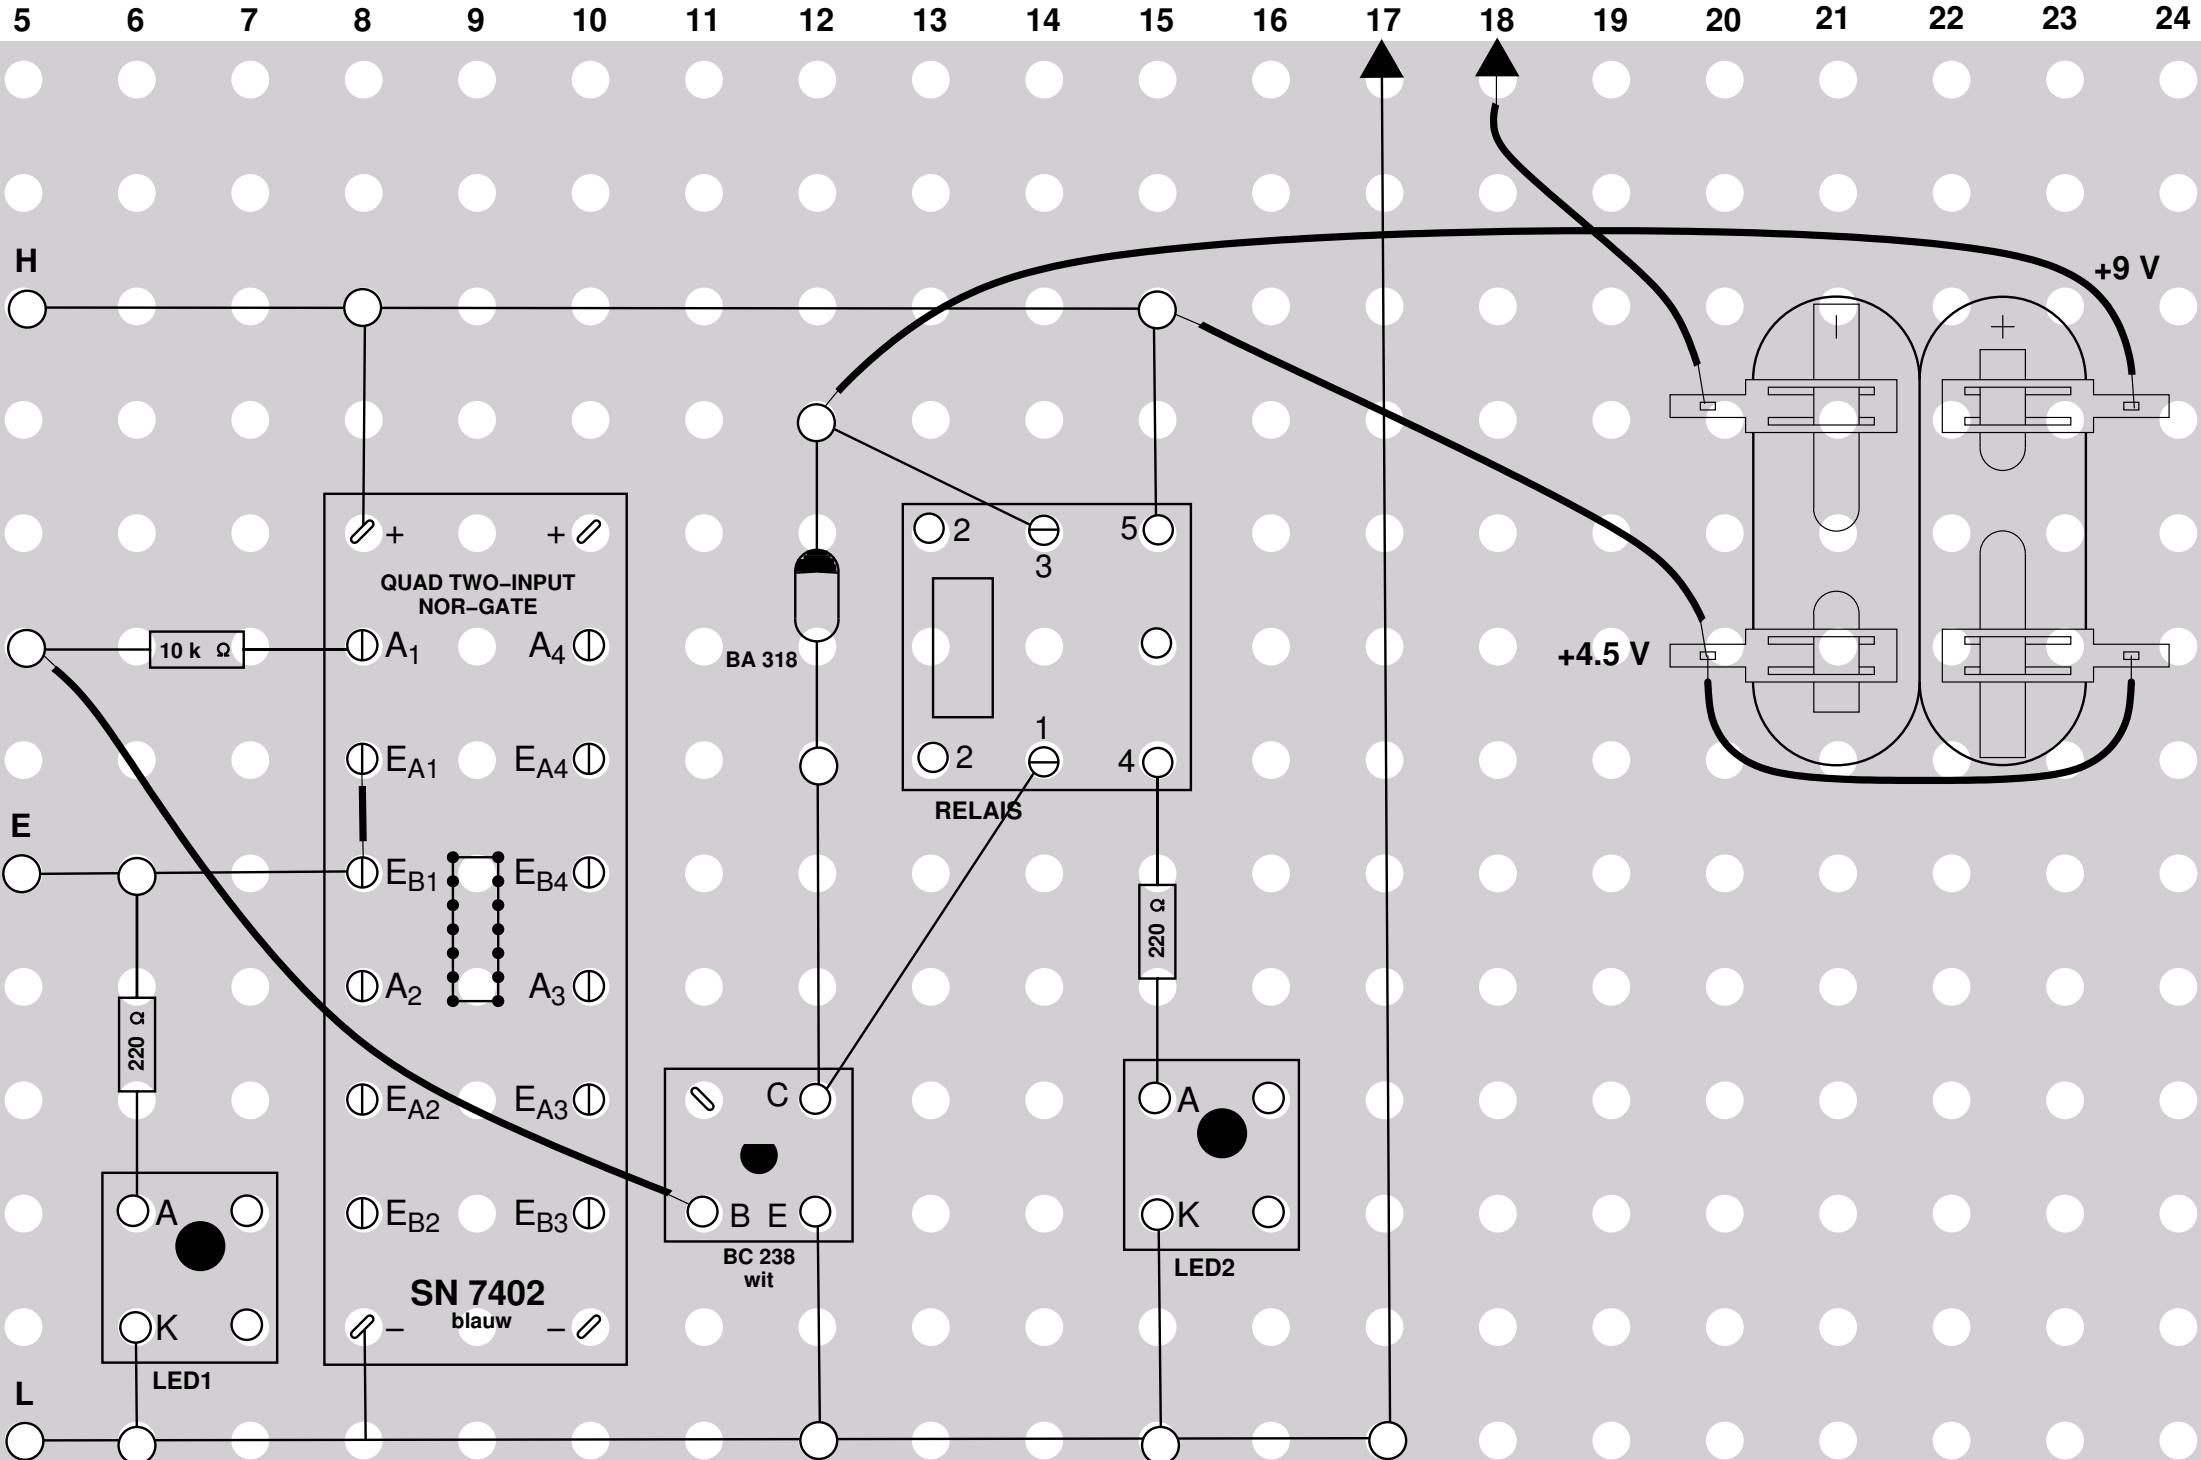 5 6 7 8 9 10 11 12 13 14 15 16 17 18 19 20 21 22 23 24
H
+9 V
+ +
QUAD TWO–INPUT
NOR–GATE
2 3 5
10 k Ω
A1 A4
BA 318
+4.5 V
EA1 EA4
1
2 4
RELAIS
E
EB1 EB4
220 Ω
A2 A3
220 Ω
EA2 EA3
C
A
A
EB2 EB3
B E
K
BC 238
wit
LED2
SN 7402
blauw
K
– –
LED1
L